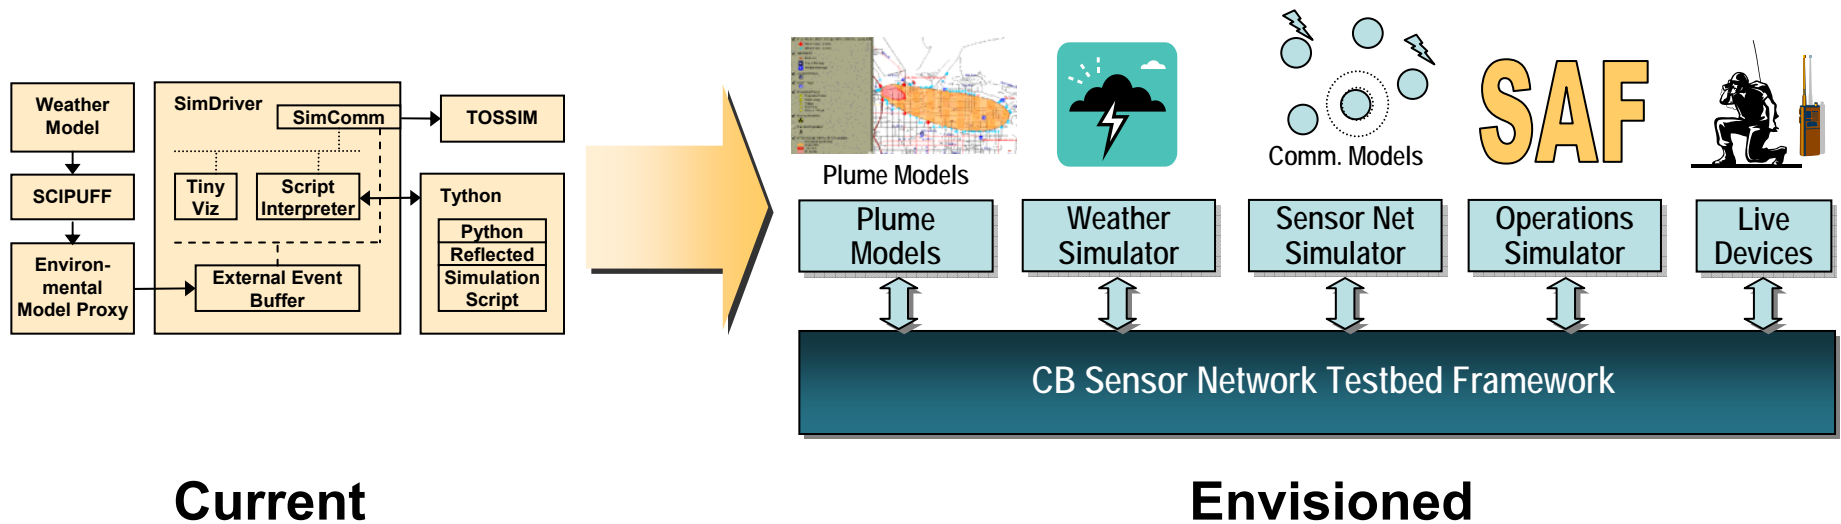 Weather
Model
SCIPUFF
Environ-
mental
Model Proxy
SimDriver
SimComm
Tiny
Viz
Script
Interpreter
External Event
Buffer
TOSSIM
Tython
Python
Reflected
Simulation
Script
Current
Plume Models
Comm. Models
SAF
Plume
Models
Weather
Simulator
Sensor Net
Simulator
Operations
Simulator
Live
Devices
CB Sensor Network Testbed Framework
Envisioned